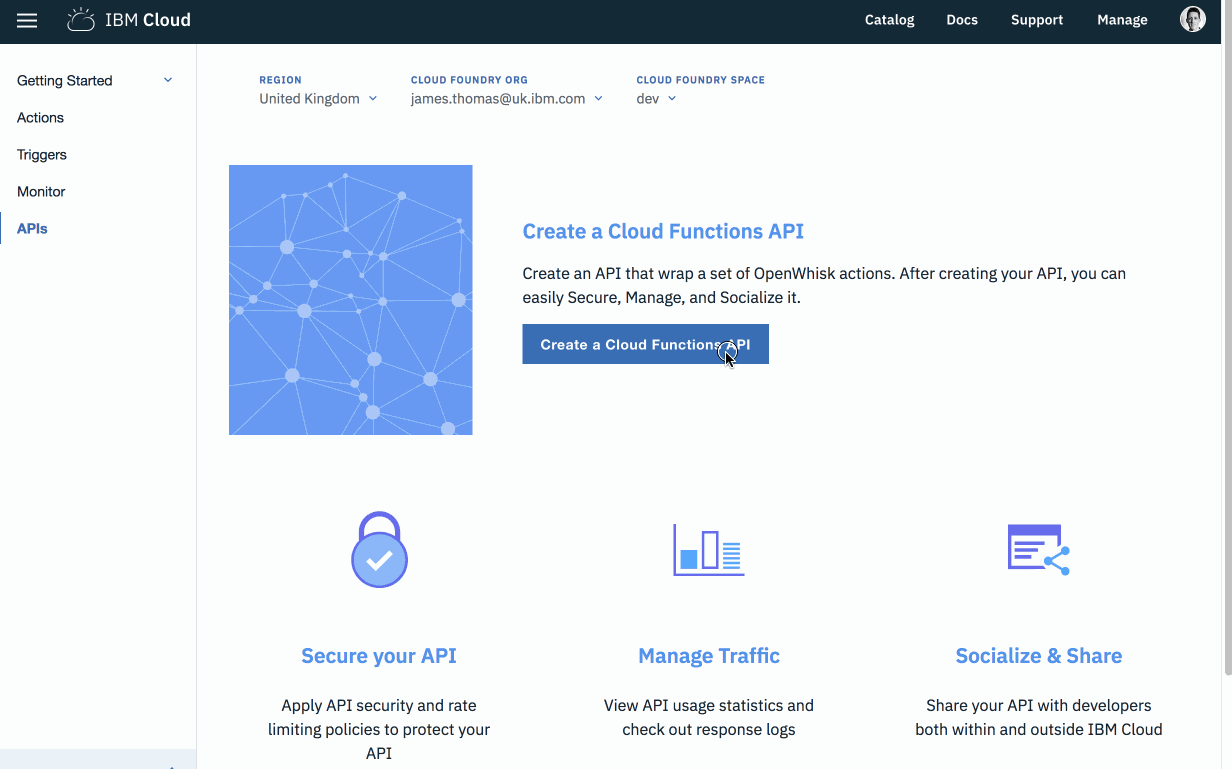 IBM Cloud
Catalog
Docs
Support
Manage
Getting Started
Actions
Triggers
Monitor
APIs
REGION
United Kingdom
CLOUD FOUNDRY ORG
james.thomas@uk.ibm.com
CLOUD FOUNDRY SPACE
dev
Create a Cloud Functions API
Create an API that wrap a set of OpenWhisk actions. After creating your API, you can
easily Secure, Manage, and Socialize it.
Create a Cloud Functions API
Secure your API
Apply API security and rate
limiting policies to protect your
API
Manage Traffic
View API usage statistics and
check out response logs
Socialize & Share
Share your API with developers
both within and outside IBM Cloud